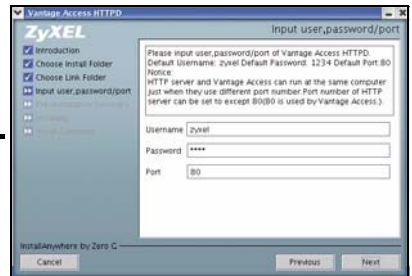 Vantage Access HTTPD
ZyXEL
Input user,password/port
Introduction
Choose Install Folder
Choose Link Folder
Input user,password/port
Please input user,password/port of Vantage Access HTTPD.
Default Username: zyxel Default Password: 1234 Default Port:80
Notice:
HTTP server and Vantage Access can run at the same computer
just when they use different port number.Port number of HTTP
server can be set to except 80(80 is used by Vantage Access ).
Username zyxel
Password ****
Port 80
InstallAnywhere by Zero G
Cancel
Previous
Next